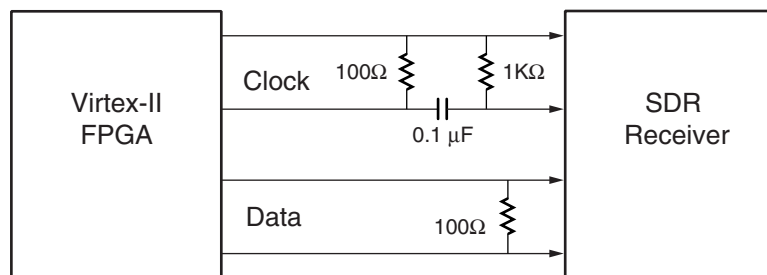 Virtex-II
FPGA
Clock
100Ω
1KΩ
0.1 µF
Data
100Ω
SDR
Receiver